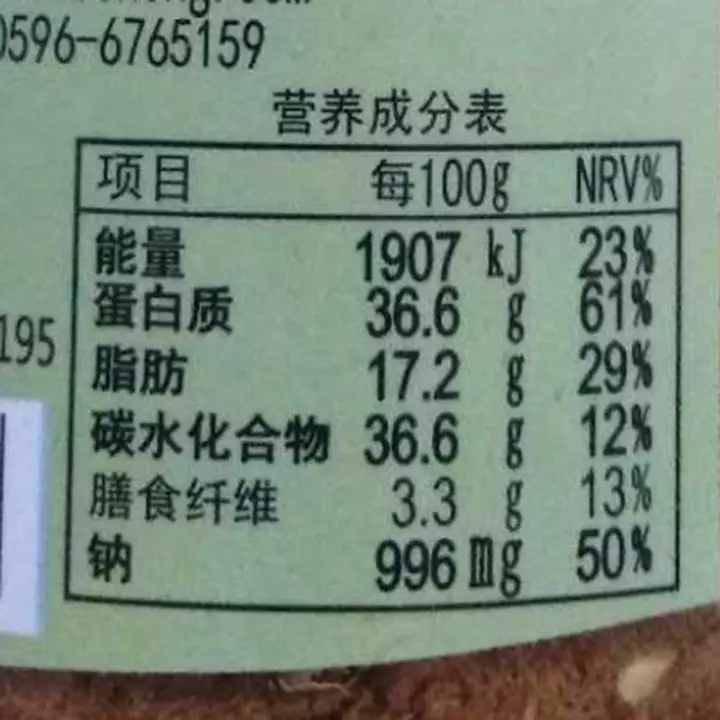 0596-6765159
营养成分表
项目 每100g NRV%
能量 1907 kJ 23%
蛋白质 36.6 g 61%
195
脂肪 17.2 g 29%
碳水化合物 36.6 g 12%
膳食纤维 3.3 g 13%
钠 996 mg 50%